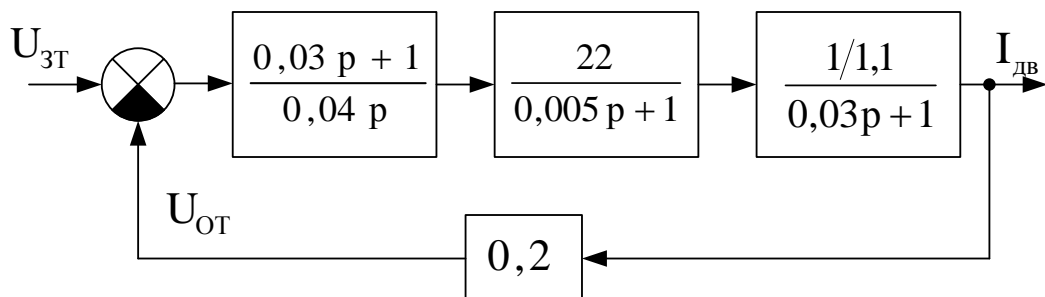 U_ЗТ
0,03 p + 1
0,04 p
22
0,005 p + 1
1/1,1
0,03p + 1
I_дв
U_ОТ
0,2